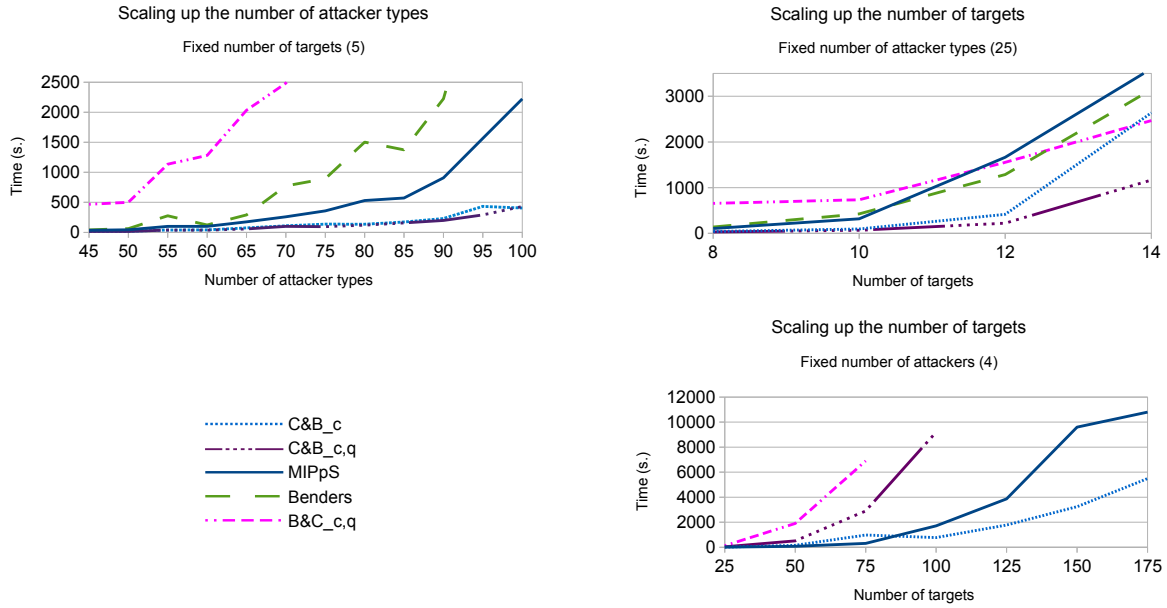 Scaling up the number of attacker types
Fixed number of targets (5)
2500
2000
1500
1000
500
0
Time (s.)
45 50 55 60 65 70 75 80 85 90 95 100
Number of attacker types
Scaling up the number of targets
Fixed number of attacker types (25)
3000
2000
1000
0
Time (s.)
8 10 12 14
Number of targets
Scaling up the number of targets
Fixed number of attackers (4)
12000
10000
8000
6000
4000
2000
0
Time (s.)
25 50 75 100 125 150 175
Number of targets
C&B_c
C&B_c,q
MIPpS
Benders
B&C_c,q